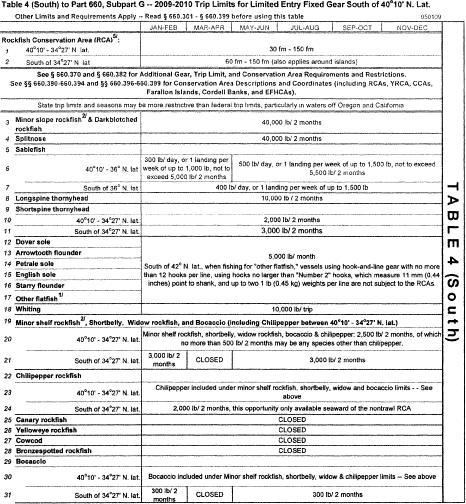 Table 4 (South) to Part 660, Subpart G -- 2009-2010 Trip Limits for Limited Entry Fixed Gear South of 40°10' N. Lat.
Other Limits and Requirements Apply -- Read § 660.301 - § 660.399 before using this table 050109
JAN-FEB MAR-APR MAY-JUN JUL-AUG SEP-OCT NOV-DEC
Rockfish Conservation Area (RCA)5/:
1 40°10' - 34°27' N. lat. 30 fm - 150 fm
2 South of 34°27' N. lat. 60 fm - 150 fm (also applies around islands)
See § 660.370 and § 660.382 for Additional Gear, Trip Limit, and Conservation Area Requirements and Restrictions.
See §§ 660.390-660.394 and §§ 660.396-660.399 for Conservation Area Descriptions and Coordinates (including RCAs, YRCA, CCAs,
Farallon Islands, Cordell Banks, and EFHCAs).
State trip limits and seasons may be more restrictive than federal trip limits, particularly in waters off Oregon and California
3 Minor slope rockfish2/ & Darkblotched
rockfish 40,000 lb/ 2 months
4 Splitnose 40,000 lb/ 2 months
5 Sablefish
6 40°10' - 36° N. lat. 300 lb/ day, or 1 landing per
week of up to 1,000 lb, not to
exceed 5,000 lb/ 2 months
500 lb/ day, or 1 landing per week of up to 1,500 lb, not to exceed
5,500 lb/ 2 months
7 South of 36° N. lat. 400 lb/ day, or 1 landing per week of up to 1,500 lb
8 Longspine thornyhead 10,000 lb / 2 months
9 Shortspine thornyhead
10 40°10' - 34°27' N. lat. 2,000 lb/ 2 months
11 South of 34°27' N. lat. 3,000 lb/ 2 months
12 Dover sole
13 Arrowtooth flounder
14 Petrale sole
15 English sole
16 Starry flounder
17 Other flatfish1/
5,000 lb/ month
South of 42° N. lat., when fishing for "other flatfish," vessels using hook-and-line gear with no more
than 12 hooks per line, using hooks no larger than "Number 2" hooks, which measure 11 mm (0.44
inches) point to shank, and up to two 1 lb (0.45 kg) weights per line are not subject to the RCAs.
18 Whiting 10,000 lb/ trip
19 Minor shelf rockfish2/, Shortbelly, Widow rockfish, and Bocaccio (including Chilipepper between 40°10' - 34°27' N. lat.)
20 40°10' - 34°27' N. lat. Minor shelf rockfish, shortbelly, widow rockfish, bocaccio & chilipepper: 2,500 lb/ 2 months, of which
no more than 500 lb/ 2 months may be any species other than chilipepper.
21 South of 34°27' N. lat. 3,000 lb/ 2
months CLOSED 3,000 lb/ 2 months
22 Chilipepper rockfish
23 40°10' - 34°27' N. lat. Chilipepper included under minor shelf rockfish, shortbelly, widow and bocaccio limits - - See
above
24 South of 34°27' N. lat. 2,000 lb/ 2 months, this opportunity only available seaward of the nontrawl RCA
25 Canary rockfish CLOSED
26 Yelloweye rockfish CLOSED
27 Cowcod CLOSED
28 Bronzespotted rockfish CLOSED
29 Bocaccio
30 40°10' - 34°27' N. lat. Bocaccio included under Minor shelf rockfish, shortbelly, widow & chilipepper limits -- See above
31 South of 34°27' N. lat. 300 lb/ 2
months CLOSED 300 lb/ 2 months
TABLE 4 (South)